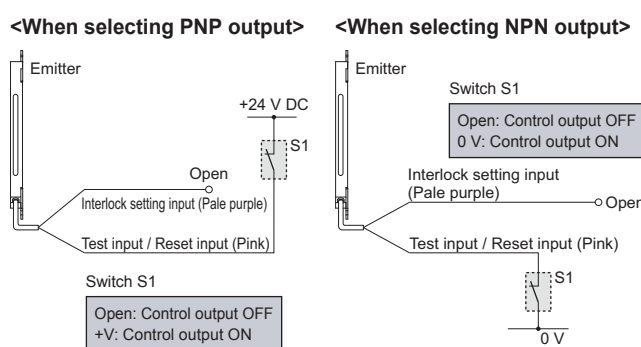 <When selecting PNP output>
Emitter
+24 V DC
S1
Open
Interlock setting input (Pale purple)
Test input / Reset input (Pink)
Switch S1
Open: Control output OFF
+V: Control output ON
<When selecting NPN output>
Emitter
Switch S1
Open: Control output OFF
0 V: Control output ON
Interlock setting input
(Pale purple)
Open
Test input / Reset input (Pink)
S1
0 V